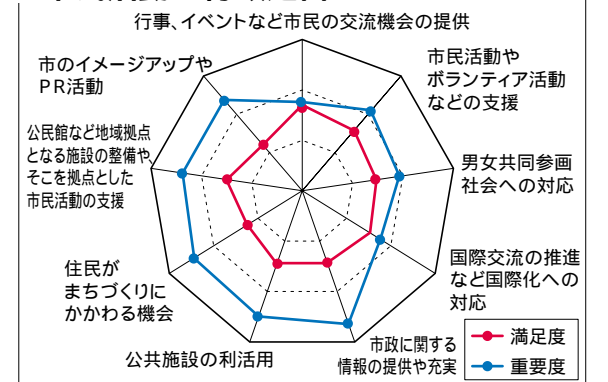 行事、イベントなど市民の交流機会の提供
市民活動や
ボランティア活動
などの支援
男女共同参画
社会への対応
国際交流の推進
など国際化への
対応
市政に関する
情報の提供や充実
公共施設の利活用
住民が
まちづくりに
かかわる機会
公民館など地域拠点
となる施設の整備や、
そこを拠点とした
市民活動の支援
市のイメージアップや
PR活動
満足度
重要度